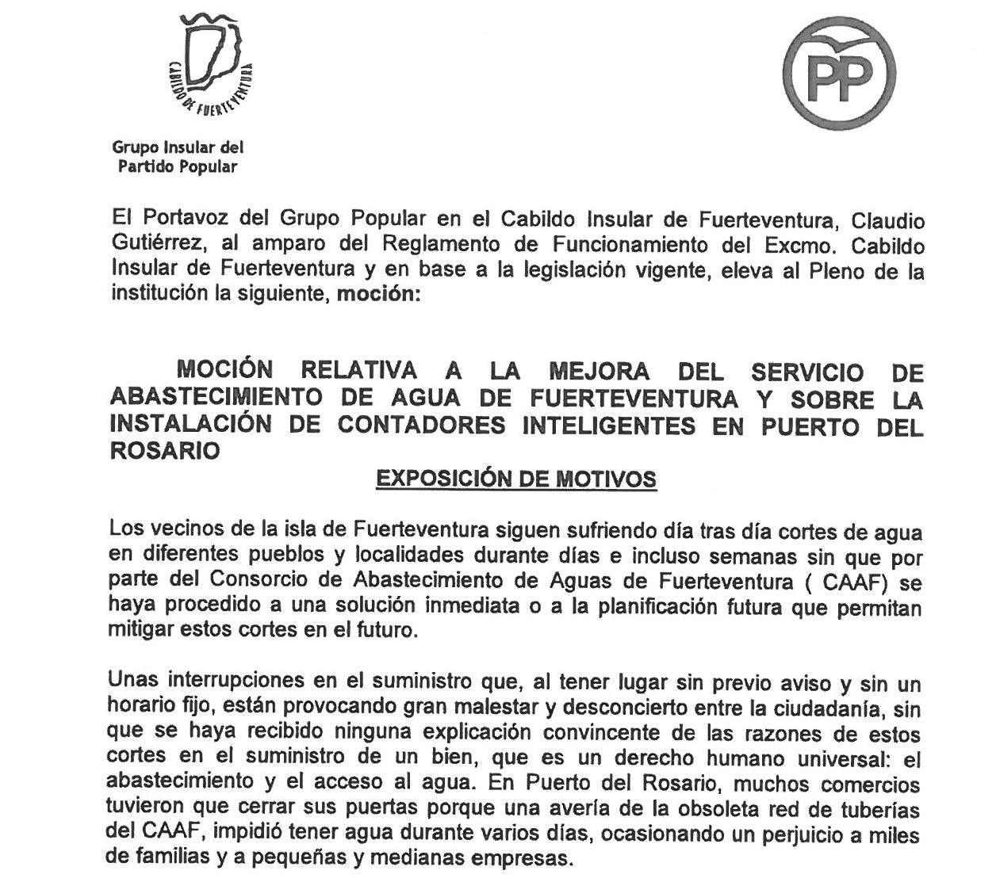 CABILDO DE FUERTEVENTURA
PP
Grupo Insular del
Partido Popular
El Portavoz del Grupo Popular en el Cabildo Insular de Fuerteventura, Claudio
Gutiérrez, al amparo del Reglamento de Funcionamiento del Excmo. Cabildo
Insular de Fuerteventura y en base a la legislación vigente, eleva al Pleno de la
institución la siguiente, moción:
MOCIÓN RELATIVA A LA MEJORA DEL SERVICIO DE
ABASTECIMIENTO DE AGUA DE FUERTEVENTURA Y SOBRE LA
INSTALACIÓN DE CONTADORES INTELIGENTES EN PUERTO DEL
ROSARIO
EXPOSICIÓN DE MOTIVOS
Los vecinos de la isla de Fuerteventura siguen sufriendo día tras día cortes de agua
en diferentes pueblos y localidades durante días e incluso semanas sin que por
parte del Consorcio de Abastecimiento de Aguas de Fuerteventura ( CAAF) se
haya procedido a una solución inmediata o a la planificación futura que permitan
mitigar estos cortes en el futuro.
Unas interrupciones en el suministro que, al tener lugar sin previo aviso y sin un
horario fijo, están provocando gran malestar y desconcierto entre la ciudadanía, sin
que se haya recibido ninguna explicación convincente de las razones de estos
cortes en el suministro de un bien, que es un derecho humano universal: el
abastecimiento y el acceso al agua. En Puerto del Rosario, muchos comercios
tuvieron que cerrar sus puertas porque una avería de la obsoleta red de tuberías
del CAAF, impidió tener agua durante varios días, ocasionando un perjuicio a miles
de familias y a pequeñas y medianas empresas.